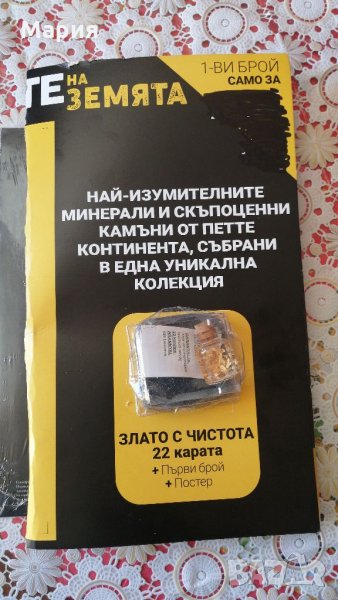 Мария
ТЕ НА
ЗЕМЯТА
1-ВИ БРОЙ
САМО ЗА
НАЙ-ИЗУМИТЕЛНИТЕ
МИНЕРАЛИ И СКЪПОЦЕННИ
КАМЪНИ ОТ ПЕТТЕ
КОНТИНЕНТА, СЪБРАНИ
В ЕДНА УНИКАЛНА
КОЛЕКЦИЯ
ЗЛАТО С ЧИСТОТА
22 карата
+ Първи брой
+ Постер